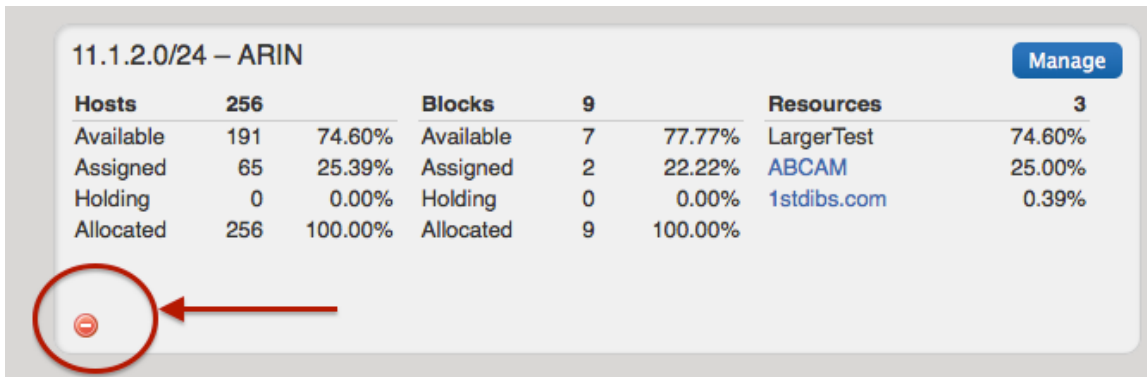 11.1.2.0/24 – ARIN
Manage
Hosts 256 Blocks 9 Resources 3
Available 191 74.60% Available 7 77.77% LargerTest 74.60%
Assigned 65 25.39% Assigned 2 22.22% ABCAM 25.00%
Holding 0 0.00% Holding 0 0.00% 1stdibs.com 0.39%
Allocated 256 100.00% Allocated 9 100.00%